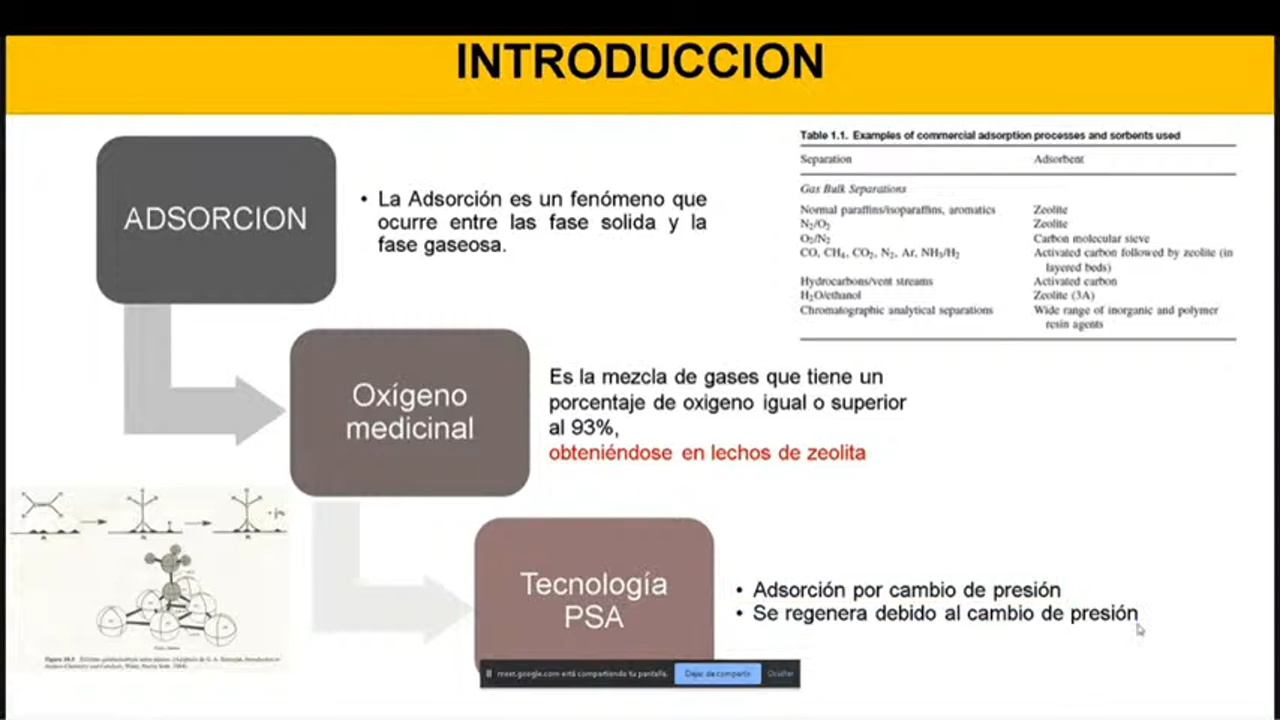 INTRODUCCION
ADSORCION
• La Adsorción es un fenómeno que
ocurre entre las fase solida y la
fase gaseosa.
Table 1.1. Examples of commercial adsorption processes and sorbents used
Separation Adsorbent
Gas Bulk Separations
Normal paraffins/isoparaffins, aromatics Zeolite
N₂/O₂ Zeolite
O₂/N₂ Carbon molecular sieve
CO, CH₄, CO₂, N₂, Ar, NH₃/H₂ Activated carbon followed by zeolite (in
layered beds)
Hydrocarbons/vent streams Activated carbon
H₂O/ethanol Zeolite (3A)
Chromatographic analytical separations Wide range of inorganic and polymer
resin agents
Oxígeno
medicinal
Es la mezcla de gases que tiene un
porcentaje de oxigeno igual o superior
al 93%,
obteniéndose en lechos de zeolita
Tecnología
PSA
• Adsorción por cambio de presión
• Se regenera debido al cambio de presión
meet.google.com está compartiendo tu pantalla. Dejar de compartir Ocultar